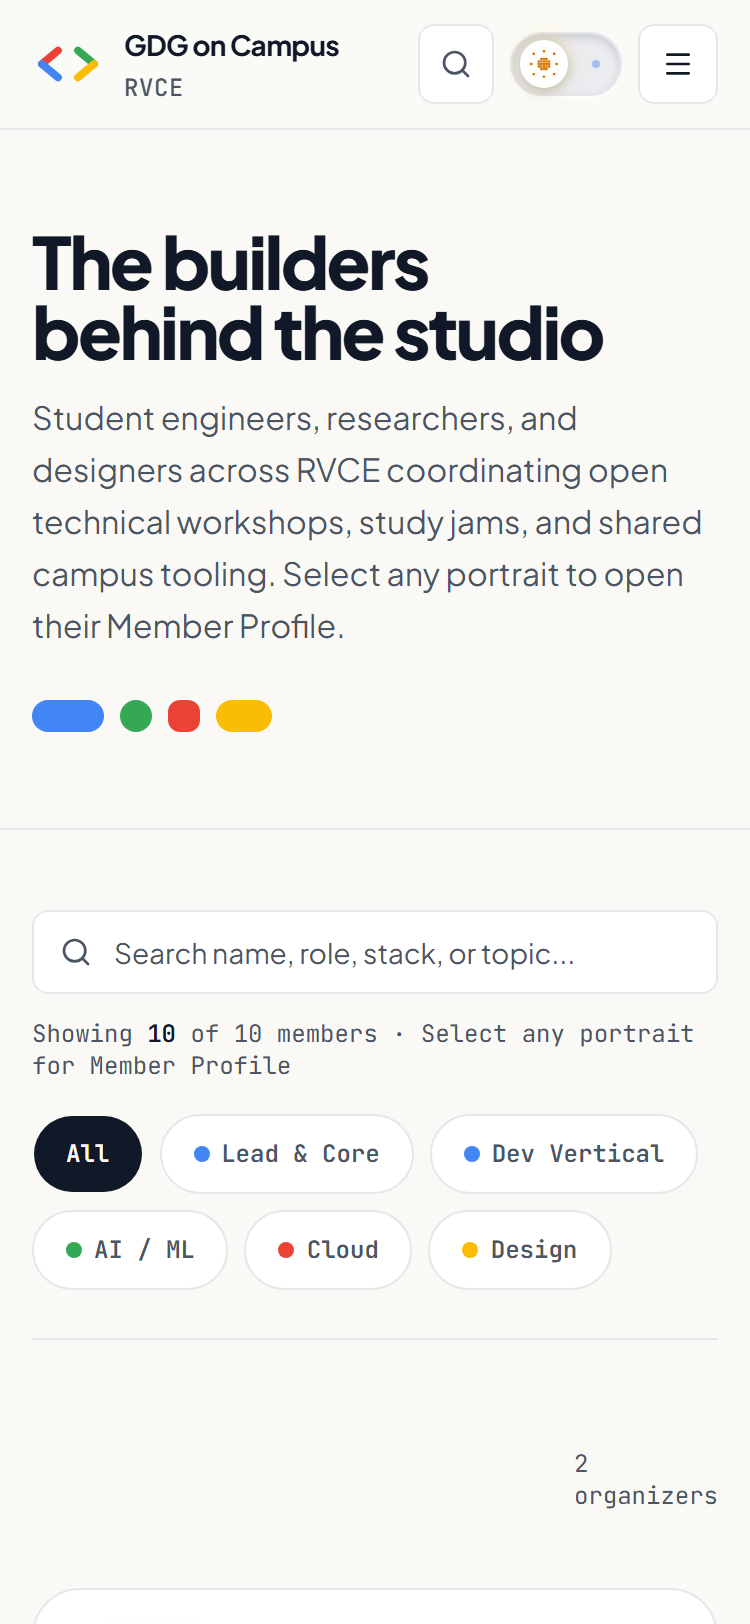 GDG on Campus
RVCE
The builders
behind the studio
Student engineers, researchers, and
designers across RVCE coordinating open
technical workshops, study jams, and shared
campus tooling. Select any portrait to open
their Member Profile.
Search name, role, stack, or topic...
Showing 10 of 10 members · Select any portrait
for Member Profile
All
Lead & Core
Dev Vertical
AI / ML
Cloud
Design
2
organizers